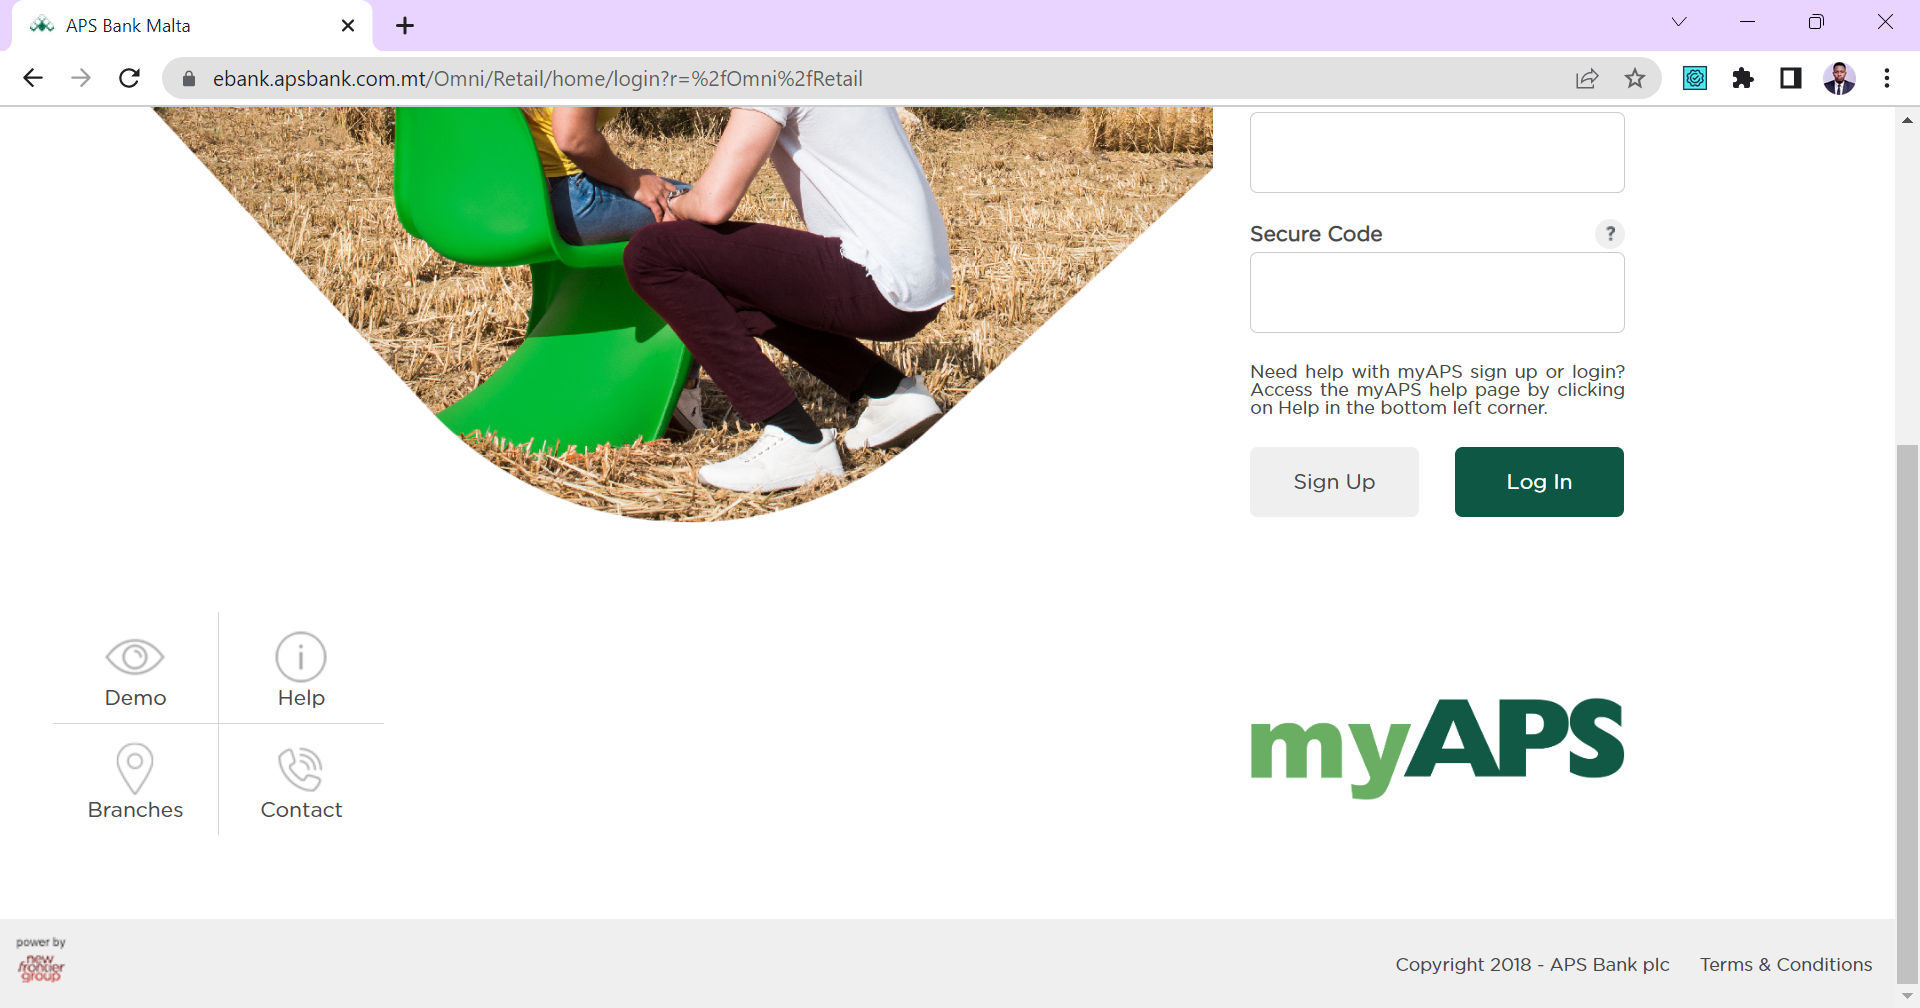 APS Bank Malta
ebank.apsbank.com.mt/Omni/Retail/home/login?r=%2fOmni%2fRetail
Secure Code
?
Need help with myAPS sign up or login?
Access the myAPS help page by clicking
on Help in the bottom left corner.
Sign Up
Log In
Demo
Help
Branches
Contact
myAPS
power by
new
frontier
group
Copyright 2018 - APS Bank plc
Terms & Conditions